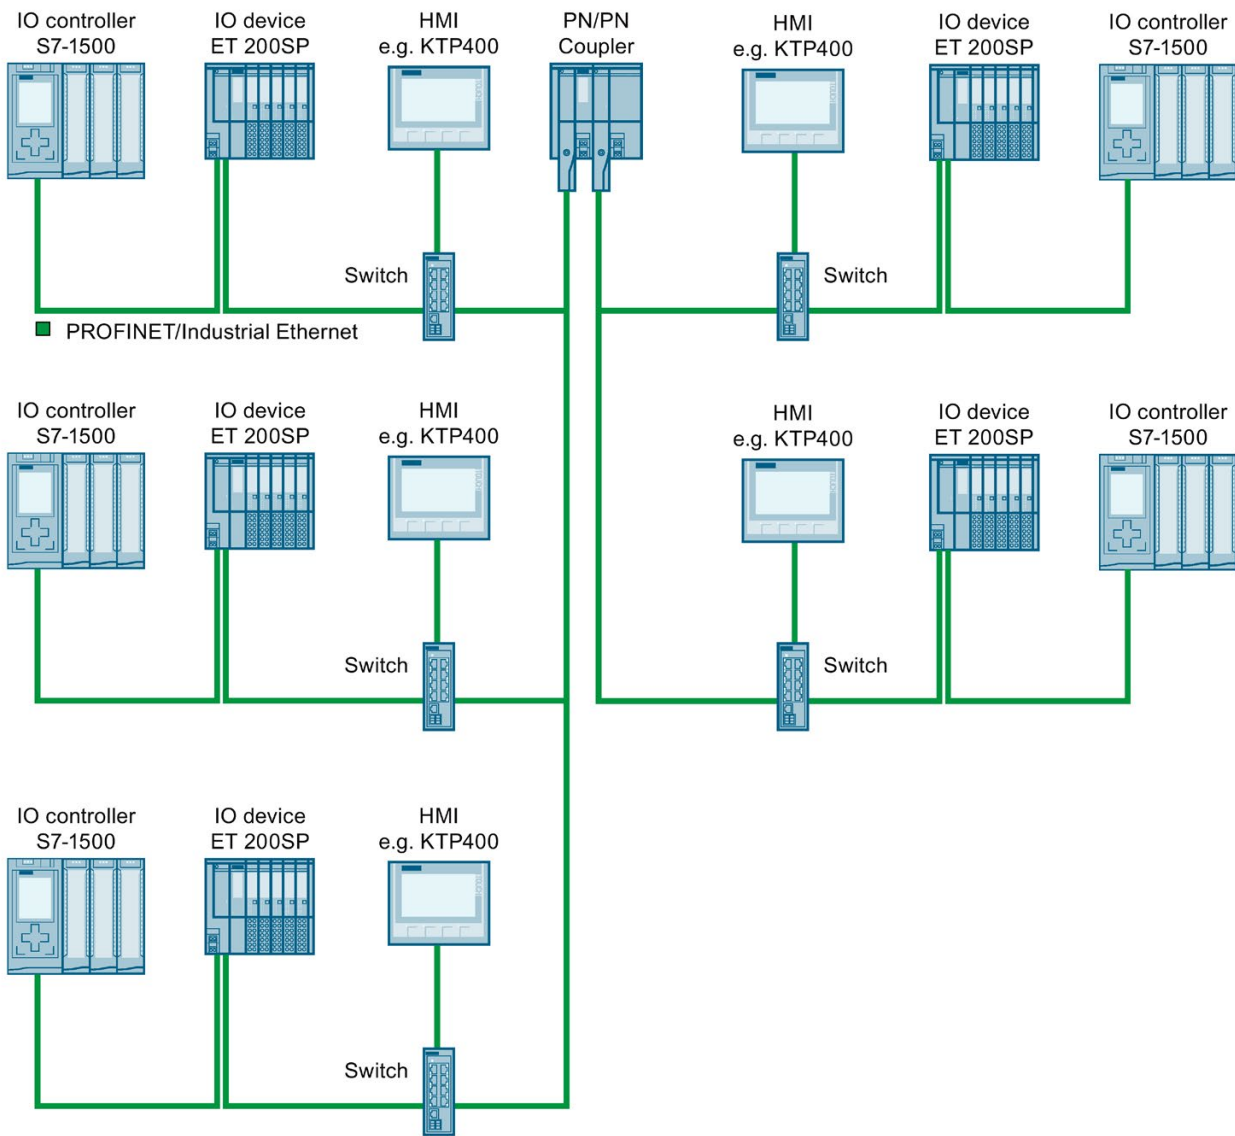 IO controller
S7-1500
IO device
ET 200SP
HMI
e.g. KTP400
PN/PN
Coupler
HMI
e.g. KTP400
IO device
ET 200SP
IO controller
S7-1500
Switch
Switch
PROFINET/Industrial Ethernet
IO controller
S7-1500
IO device
ET 200SP
HMI
e.g. KTP400
HMI
e.g. KTP400
IO device
ET 200SP
IO controller
S7-1500
Switch
Switch
IO controller
S7-1500
IO device
ET 200SP
HMI
e.g. KTP400
Switch